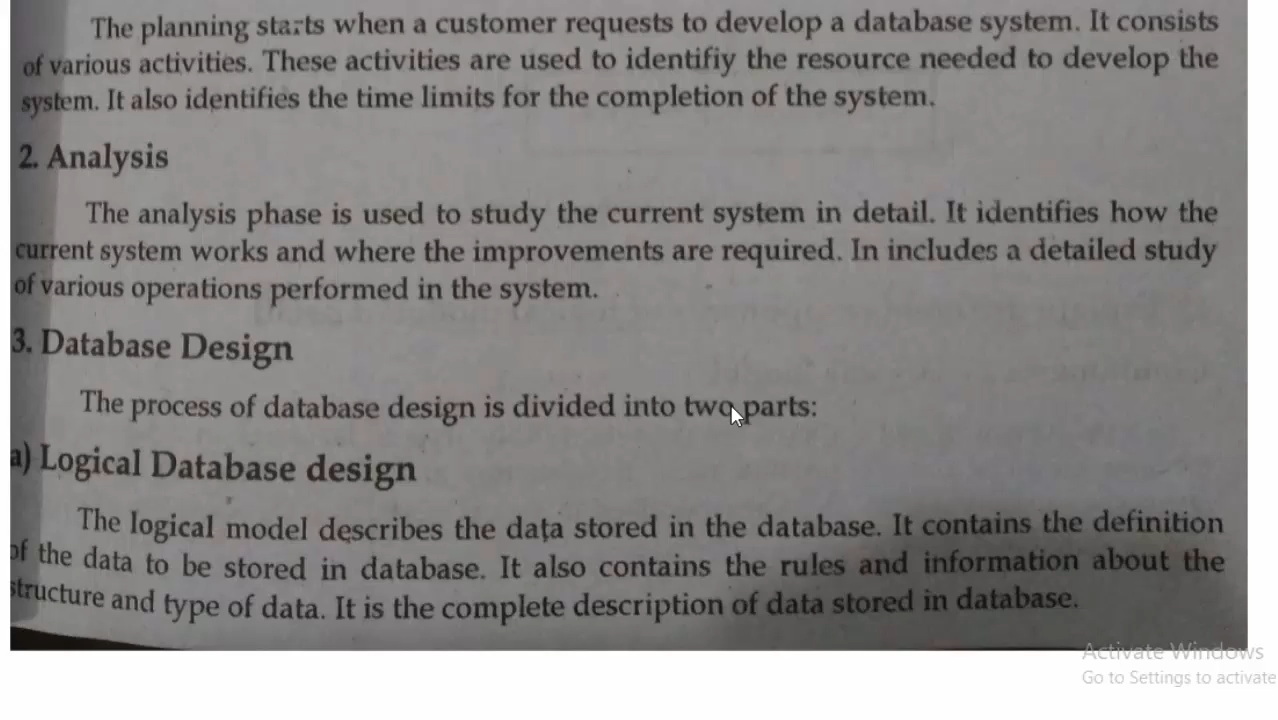 The planning starts when a customer requests to develop a database system. It consists
of various activities. These activities are used to identifiy the resource needed to develop the
system. It also identifies the time limits for the completion of the system.
2. Analysis
The analysis phase is used to study the current system in detail. It identifies how the
current system works and where the improvements are required. In includes a detailed study
of various operations performed in the system.
3. Database Design
The process of database design is divided into two parts:
a) Logical Database design
The logical model describes the data stored in the database. It contains the definition
of the data to be stored in database. It also contains the rules and information about the
structure and type of data. It is the complete description of data stored in database.
Activate Windows
Go to Settings to activate